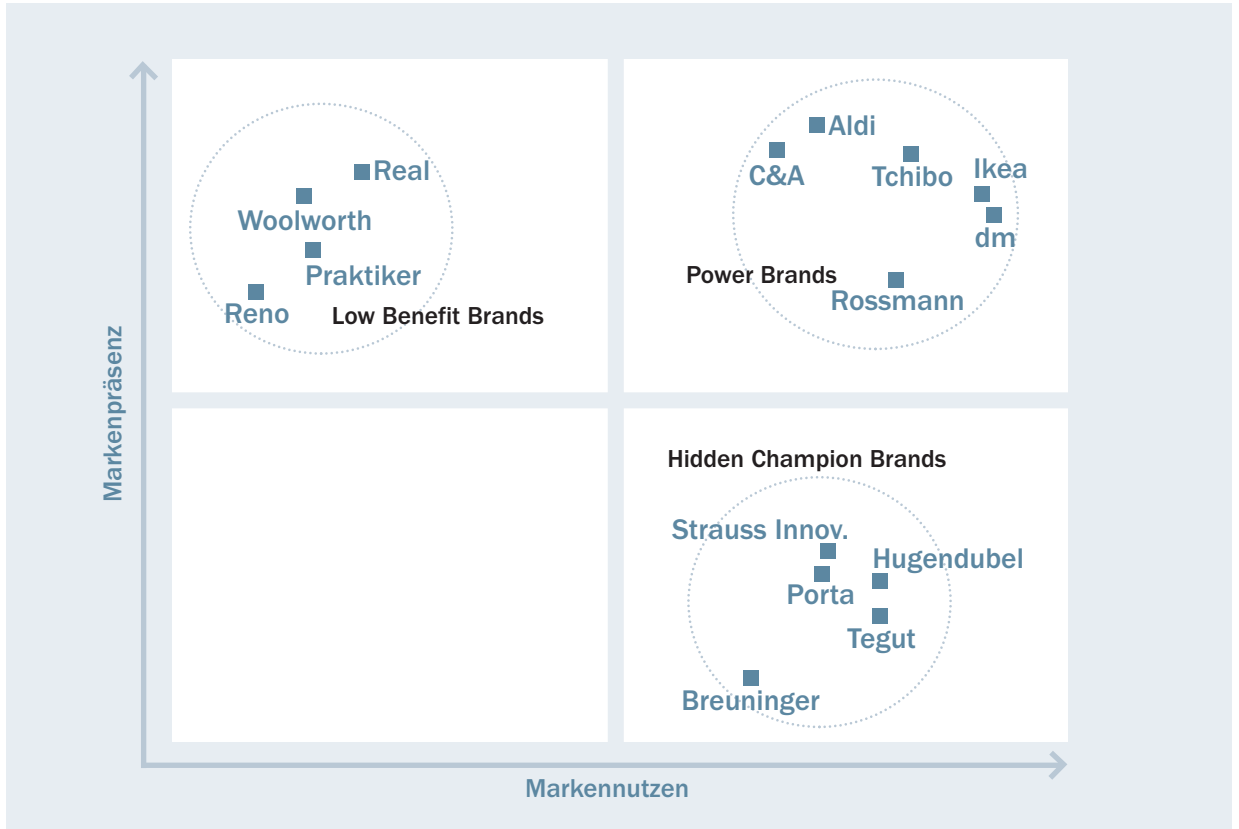 Markenpräsenz
Real
Woolworth
Praktiker
Reno
Low Benefit Brands
Aldi
C&A
Tchibo
Ikea
dm
Power Brands
Rossmann
Hidden Champion Brands
Strauss Innov.
Hugendubel
Porta
Tegut
Breuninger
Markennutzen